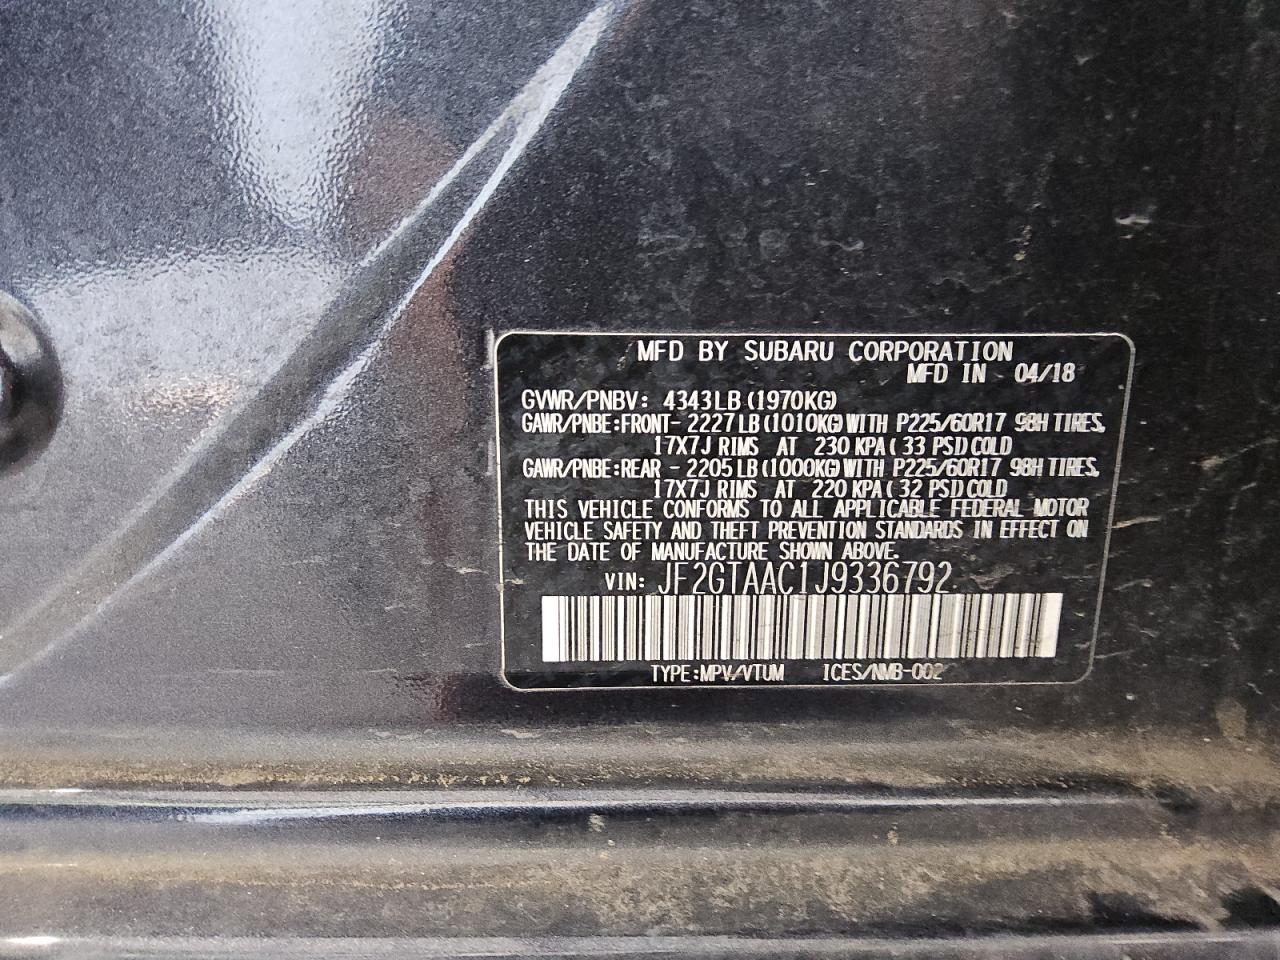 MFD BY SUBARU CORPORATION
MFD IN 04/18
GVWR/PNBV: 4343LB (1970KG)
GAWR/PNBE:FRONT- 2227LB (1010KG) WITH P225/60R17 98H TIRES,
17X7J RIMS AT 230 KPA (33 PSI) COLD
GAWR/PNBE:REAR - 2205LB (1000KG) WITH P225/60R17 98H TIRES,
17X7J RIMS AT 220 KPA (32 PSI) COLD
THIS VEHICLE CONFORMS TO ALL APPLICABLE FEDERAL MOTOR
VEHICLE SAFETY AND THEFT PREVENTION STANDARDS IN EFFECT ON
THE DATE OF MANUFACTURE SHOWN ABOVE.
VIN: JF2GTAAC1J9336792
TYPE:MPV/VTUM ICES/NMB-002